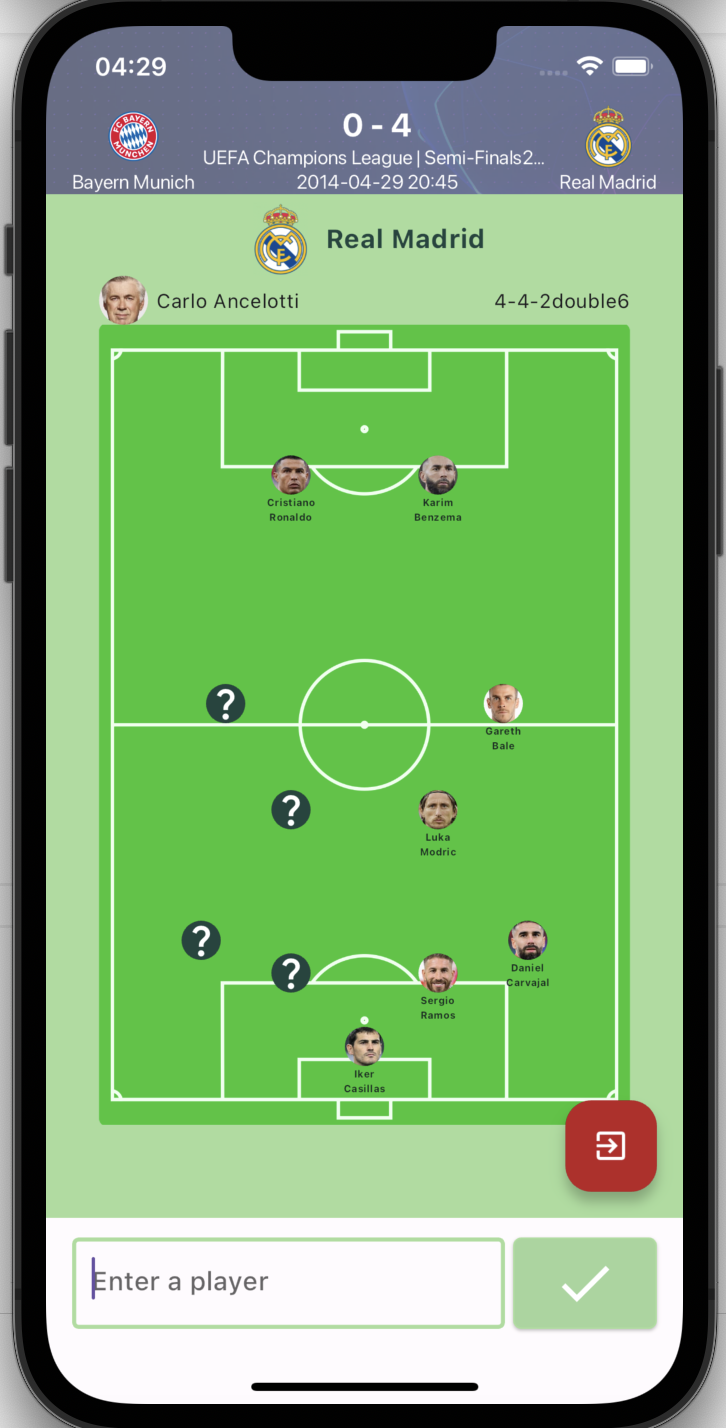 04:29
0 - 4
UEFA Champions League | Semi-Finals2...
Bayern Munich
2014-04-29 20:45
Real Madrid
FC BAYERN
MÜNCHEN
Real Madrid
Carlo Ancelotti
4-4-2double6
Cristiano
Ronaldo
Karim
Benzema
?
Gareth
Bale
?
Luka
Modric
?
?
Sergio
Ramos
Daniel
Carvajal
Iker
Casillas
Enter a player